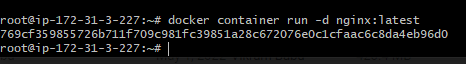 root@ip-172-31-3-227:~# docker container run -d nginx:latest
769cf359855726b711f709c981fc39851a28c672076e0c1cfaac6c8da4eb96d0
root@ip-172-31-3-227:~#